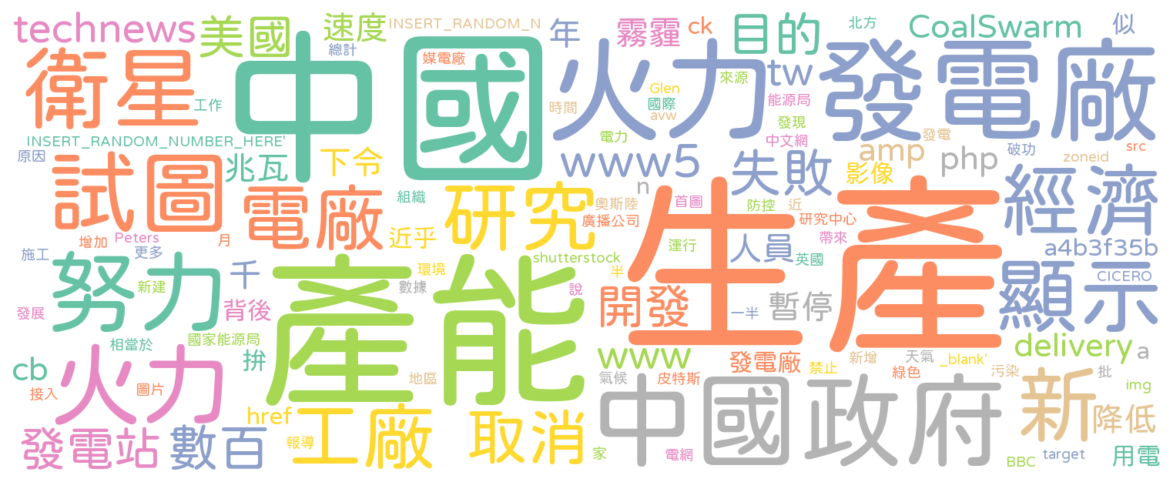 technews 美國 速度 INSERT_RANDOM_N 年 霧霾 ck 目的 CoalSwarm 北方 似
總計 媒電廠 來源 tw
衛星 中國 火力 發電廠
工作 Glen 國際 能源局
時間 avw 發現
INSERT_RANDOM_NUMBER_HERE' 電力 中文網 發電 破功 src
原因 兆瓦 下令 www5 失敗 amp php zoneid
試圖 電廠 組織 研究 n 影像 經濟
奧斯陸 首圖 防控 近
增加 Peters 月 近乎 廣播公司 研究中心
施工 更多 運行 人員 帶來 a4b3f35b
英國
努力 千 shutterstock
新建 環境 半 說 生產 暫停 顯示 CICERO
發展 背後 數據 產能 開發 一半
國家能源局
相當於 拚 www 發電廠 新增 天氣 _blank' delivery a
cb 火力 地區 氣候 皮特斯 禁止 綠色 污染 批
接入 圖片 img
href 中國政府 新 降低
發電站 數百 工廠 取消
報導 家 電網 BBC target 用電